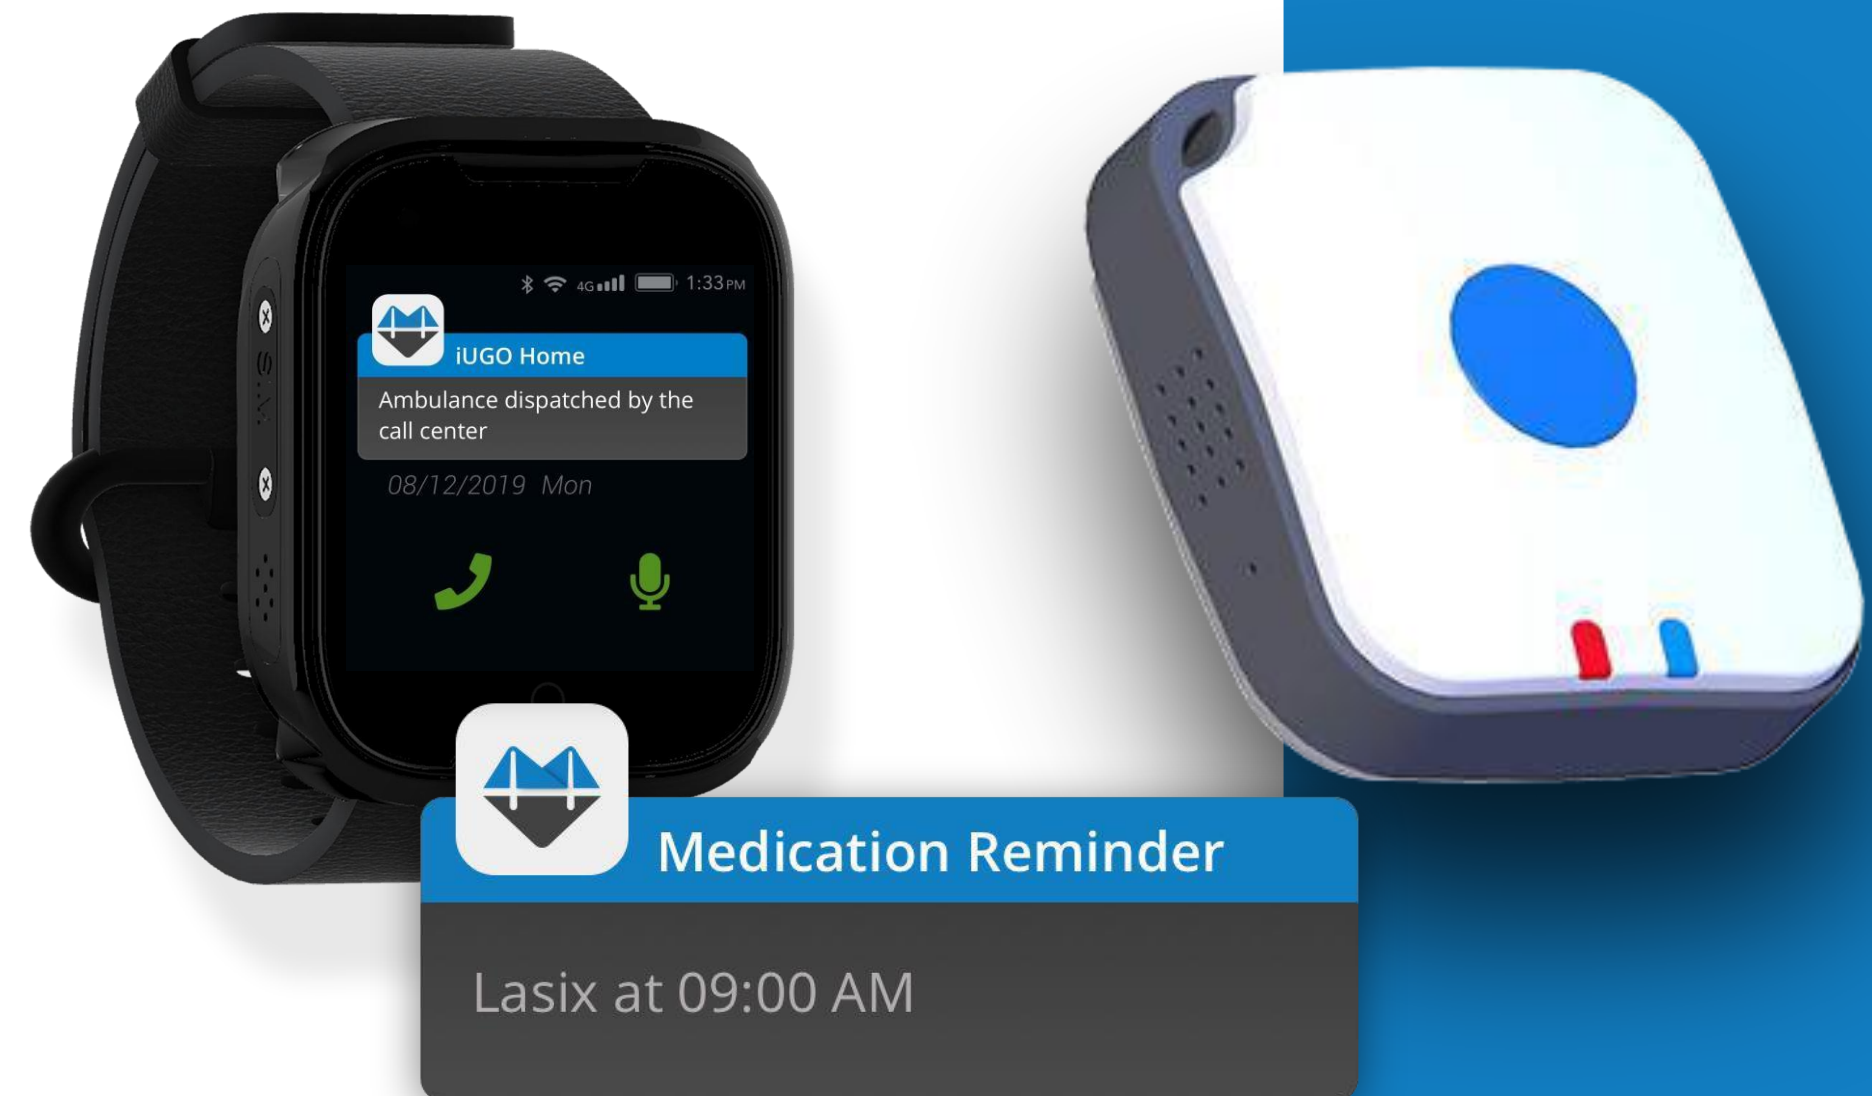 4G 1:33 PM
iUGO Home
Ambulance dispatched by the
call center
08/12/2019 Mon
SIM
Medication Reminder
Lasix at 09:00 AM